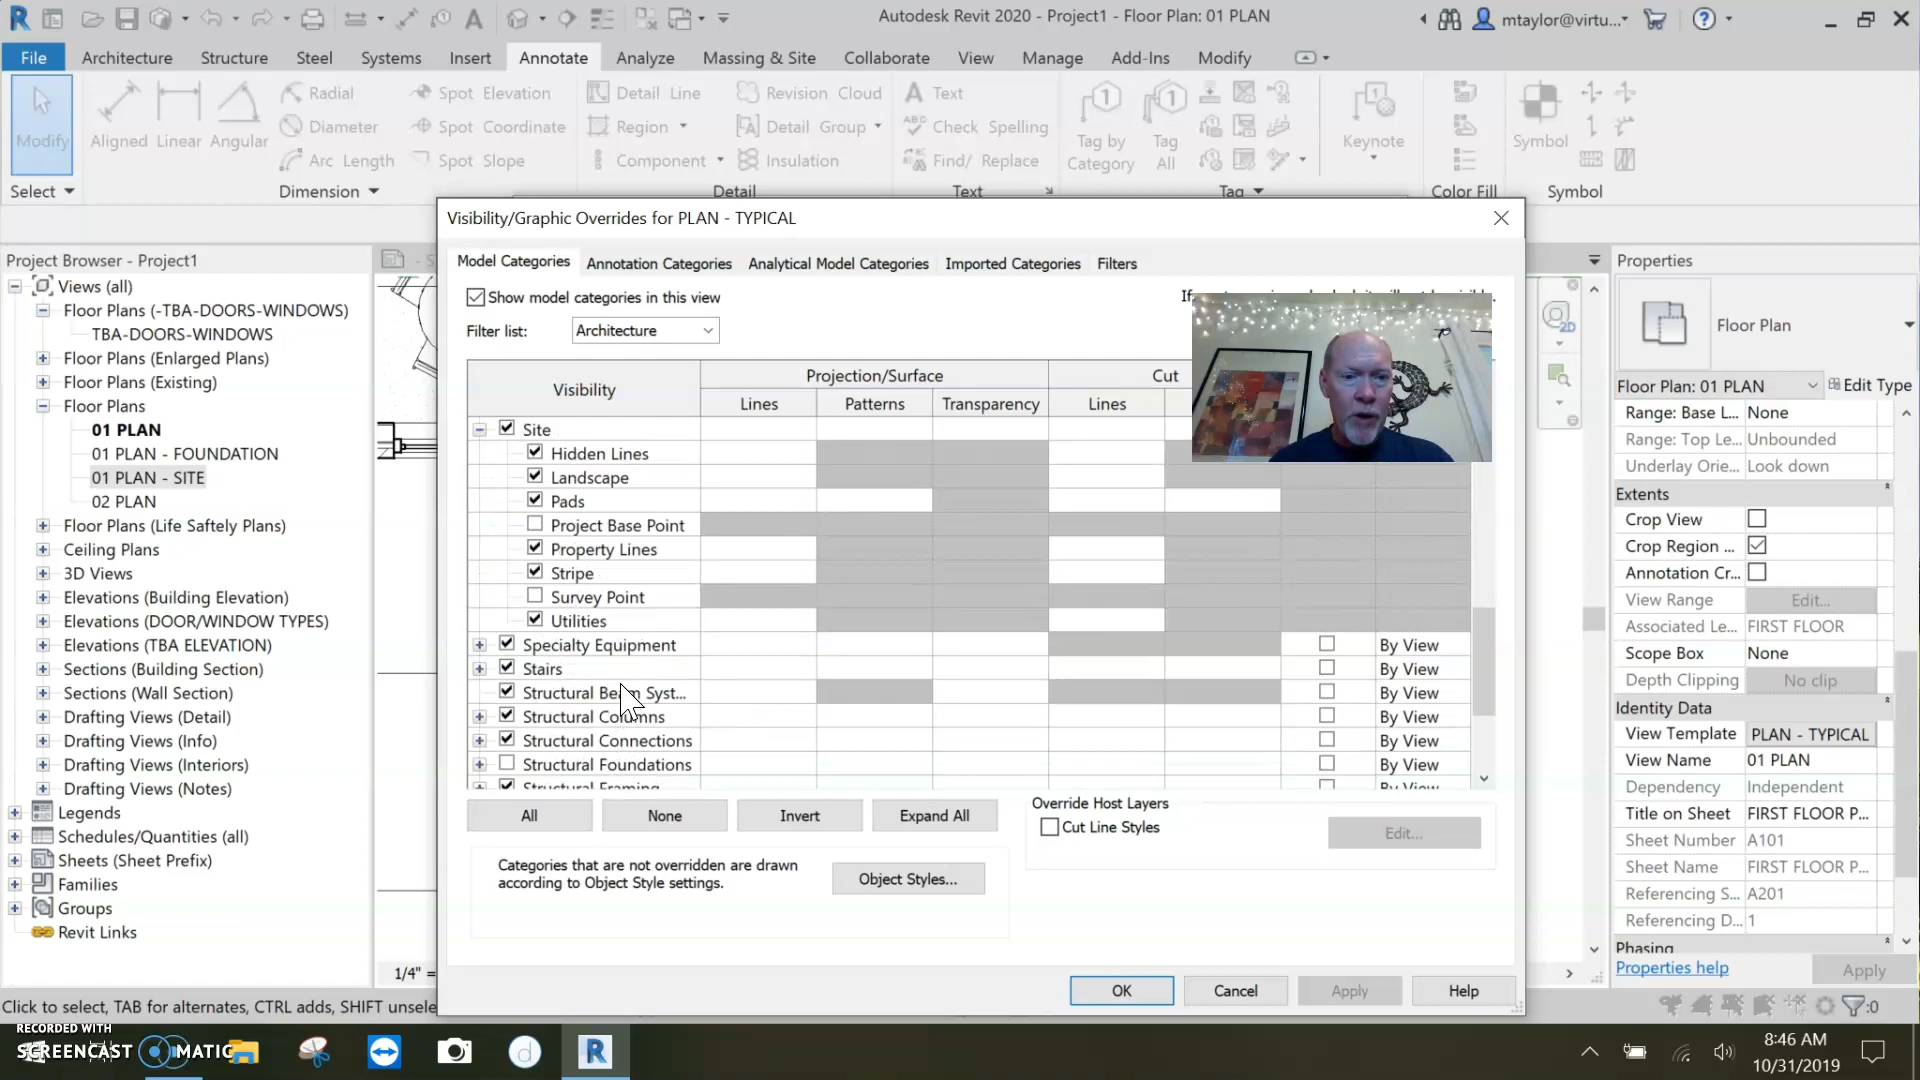 Autodesk Revit 2020 - Project1 - Floor Plan: 01 PLAN
mtaylor@virtu...
File Architecture Structure Steel Systems Insert Annotate Analyze Massing & Site Collaborate View Manage Add-Ins Modify
Modify
Select
Aligned Linear Angular
Radial
Diameter
Arc Length
Spot Elevation
Spot Coordinate
Spot Slope
Dimension
Detail Line
Region
Component
Revision Cloud
Detail Group
Insulation
Detail
Text
Check Spelling
Find/ Replace
Text
Tag by Category
Tag All
Tag
Keynote
Color Fill
Symbol
Symbol
Project Browser - Project1
Views (all)
Floor Plans (-TBA-DOORS-WINDOWS)
TBA-DOORS-WINDOWS
Floor Plans (Enlarged Plans)
Floor Plans (Existing)
Floor Plans
01 PLAN
01 PLAN - FOUNDATION
01 PLAN - SITE
02 PLAN
Floor Plans (Life Saftely Plans)
Ceiling Plans
3D Views
Elevations (Building Elevation)
Elevations (DOOR/WINDOW TYPES)
Elevations (TBA ELEVATION)
Sections (Building Section)
Sections (Wall Section)
Drafting Views (Detail)
Drafting Views (Info)
Drafting Views (Interiors)
Drafting Views (Notes)
Legends
Schedules/Quantities (all)
Sheets (Sheet Prefix)
Families
Groups
Revit Links
1/4" =
Visibility/Graphic Overrides for PLAN - TYPICAL
Model Categories Annotation Categories Analytical Model Categories Imported Categories Filters
Show model categories in this view
Filter list: Architecture
Visibility Projection/Surface Cut
Lines Patterns Transparency Lines
Site
Hidden Lines
Landscape
Pads
Project Base Point
Property Lines
Stripe
Survey Point
Utilities
Specialty Equipment By View
Stairs By View
Structural Beam Syst... By View
Structural Columns By View
Structural Connections By View
Structural Foundations By View
Structural Framing By View
All None Invert Expand All
Override Host Layers
Cut Line Styles Edit...
Categories that are not overridden are drawn
according to Object Style settings.
Object Styles...
OK Cancel Apply Help
Properties
Floor Plan
Floor Plan: 01 PLAN Edit Type
Range: Base L... None
Range: Top Le... Unbounded
Underlay Orie... Look down
Extents
Crop View
Crop Region ...
Annotation Cr...
View Range Edit...
Associated Le... FIRST FLOOR
Scope Box None
Depth Clipping No clip
Identity Data
View Template PLAN - TYPICAL
View Name 01 PLAN
Dependency Independent
Title on Sheet FIRST FLOOR P...
Sheet Number A101
Sheet Name FIRST FLOOR P...
Referencing S... A201
Referencing D... 1
Phasing
Properties help Apply
2D
Click to select, TAB for alternates, CTRL adds, SHIFT unsele
:0
RECORDED WITH
SCREENCAST MATIC
8:46 AM
10/31/2019